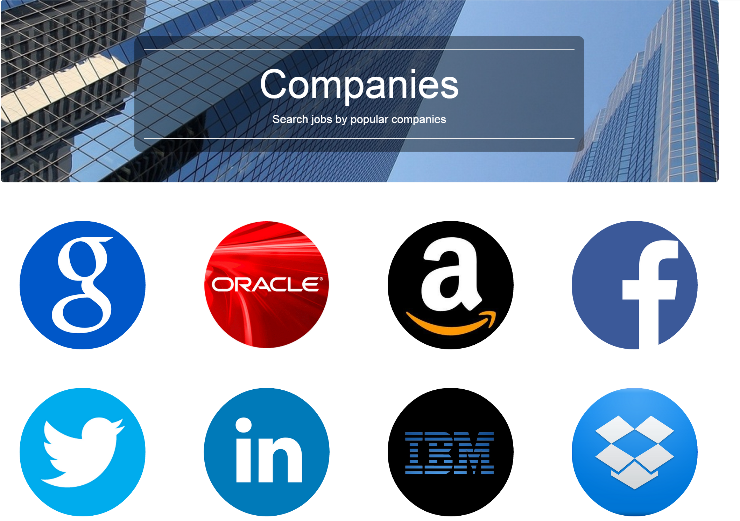 Companies
Search jobs by popular companies
g
ORACLE®
a
f
in
IBM